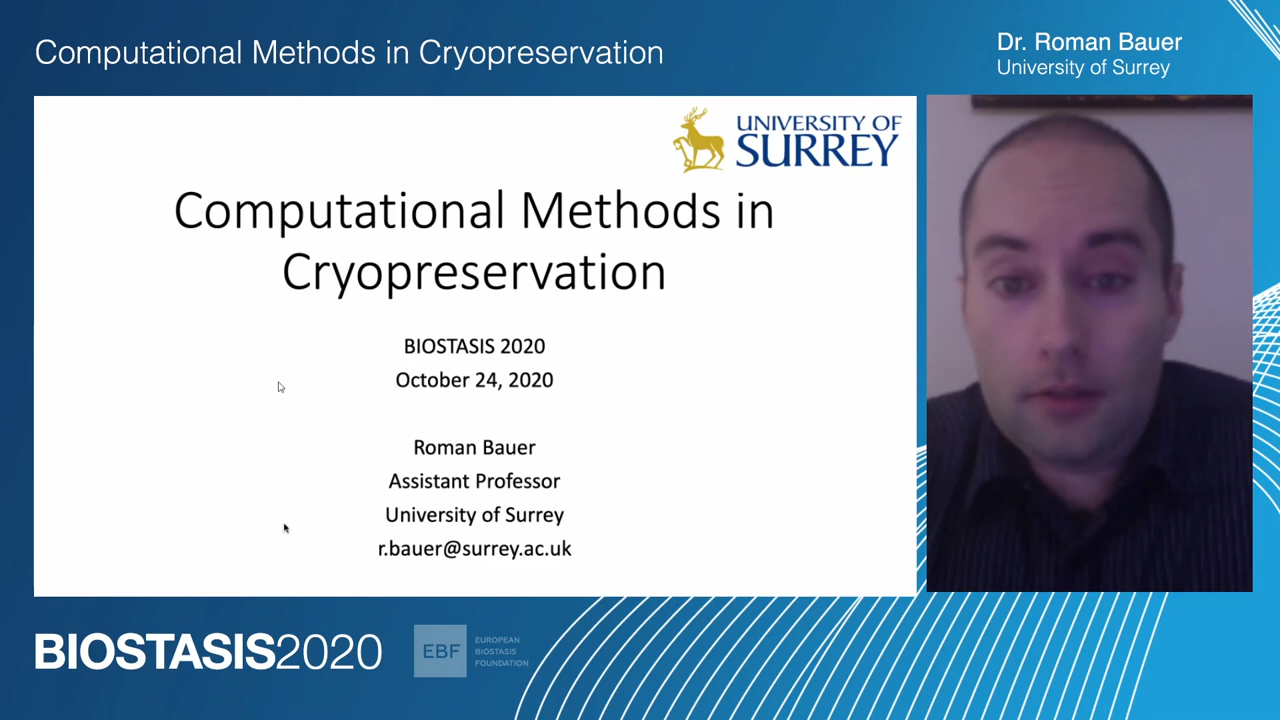 Computational Methods in Cryopreservation
Dr. Roman Bauer
University of Surrey
UNIVERSITY OF
SURREY
Computational Methods in
Cryopreservation
BIOSTASIS 2020
October 24, 2020
Roman Bauer
Assistant Professor
University of Surrey
r.bauer@surrey.ac.uk
BIOSTASIS2020
EBF
EUROPEAN
BIOSTASIS
FOUNDATION